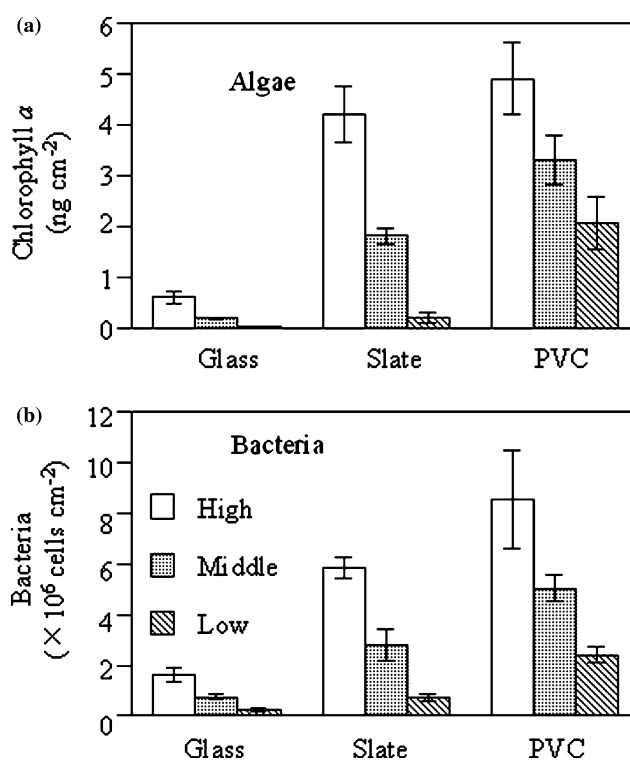 (a)
Algae
Chlorophyll a
(ng cm-2)
6
5
4
3
2
1
0
Glass Slate PVC
(b)
Bacteria
Bacteria
(×10⁶ cells cm-2)
12
10
8
6
4
2
0
High
Middle
Low
Glass Slate PVC